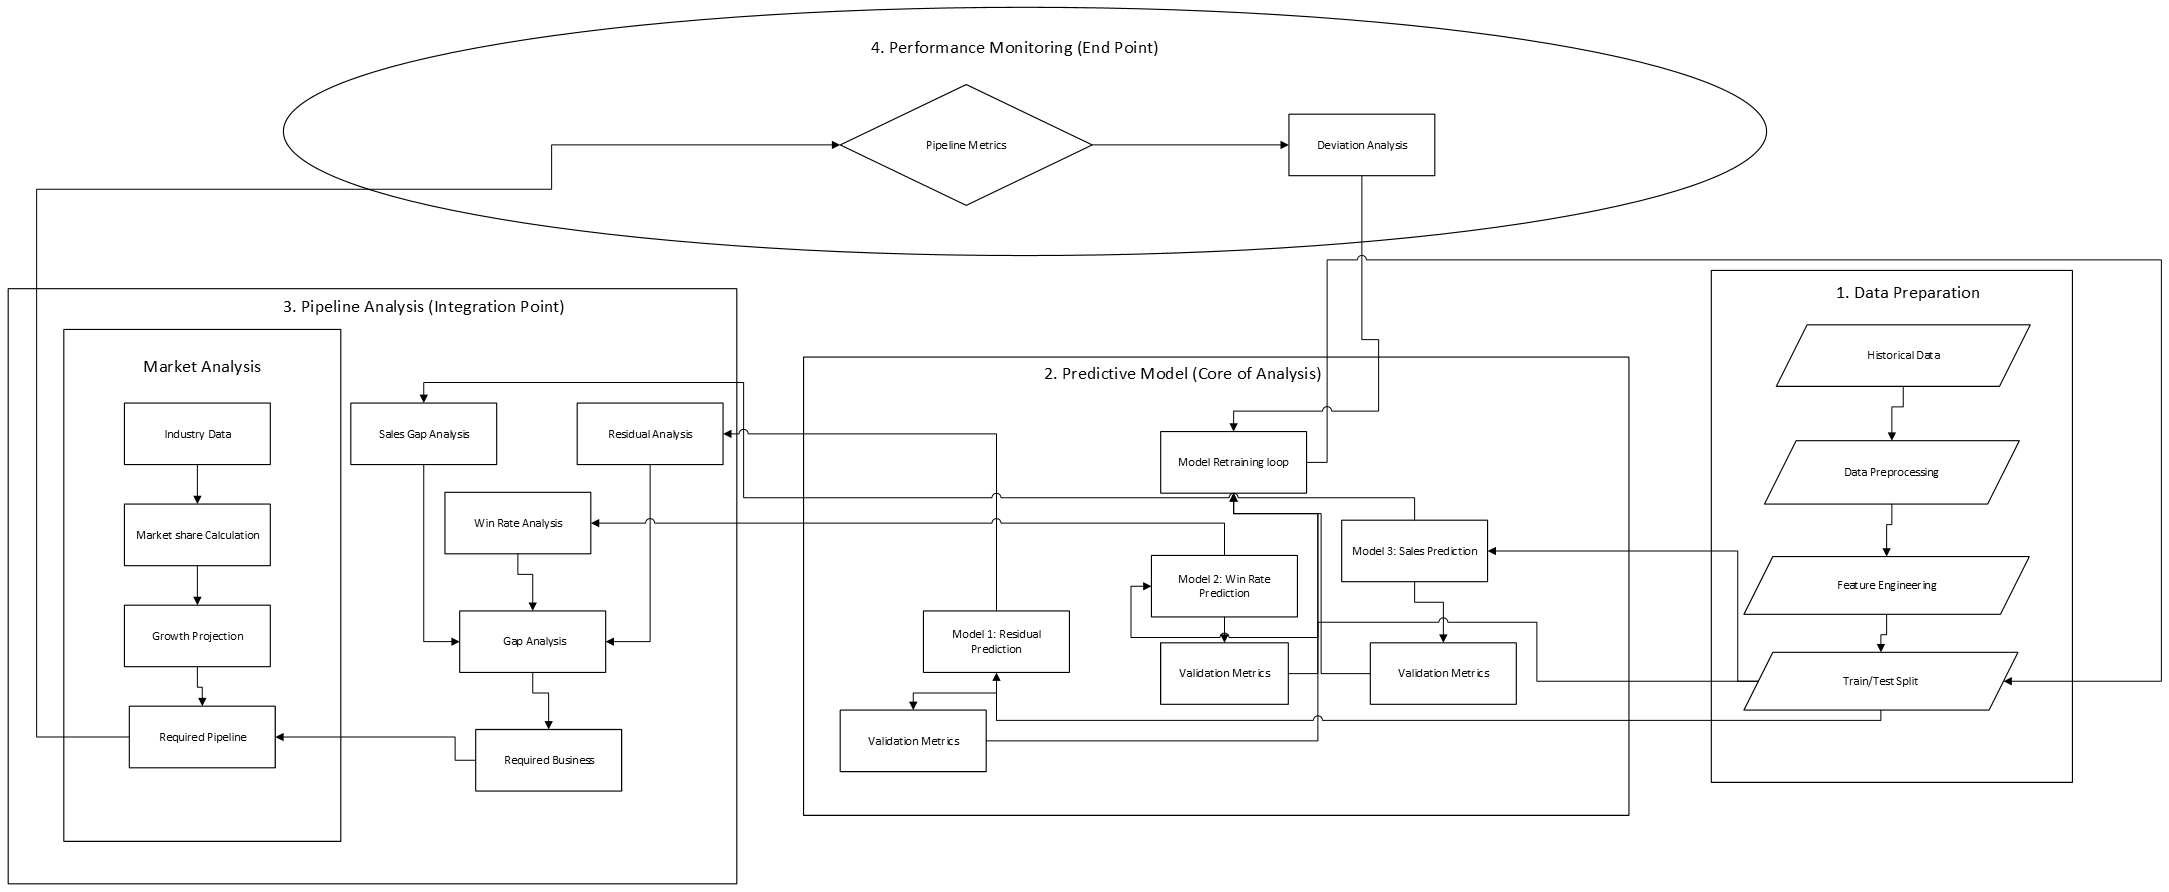 4. Performance Monitoring (End Point)
Pipeline Metrics
Deviation Analysis
3. Pipeline Analysis (Integration Point)
Market Analysis
Industry Data
Market share Calculation
Growth Projection
Required Pipeline
Sales Gap Analysis
Residual Analysis
Win Rate Analysis
Gap Analysis
Required Business
2. Predictive Model (Core of Analysis)
Model Retraining loop
Model 3: Sales Prediction
Model 2: Win Rate
Prediction
Model 1: Residual
Prediction
Validation Metrics
Validation Metrics
Validation Metrics
1. Data Preparation
Historical Data
Data Preprocessing
Feature Engineering
Train/Test Split